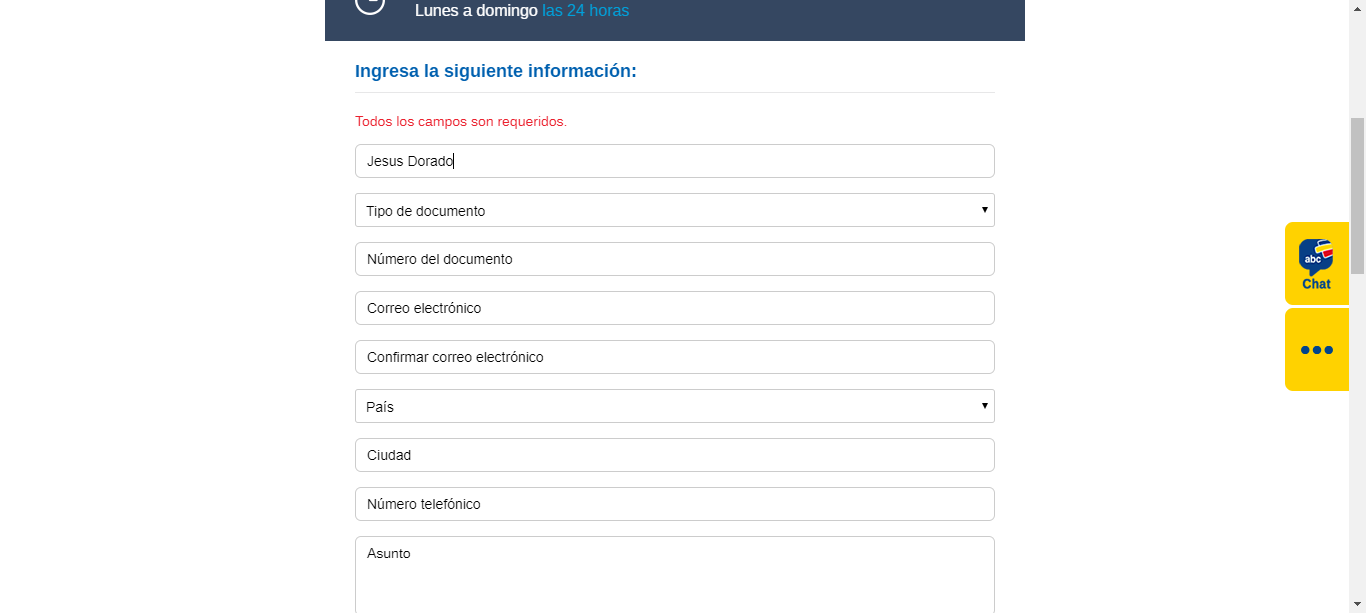 Lunes a domingo las 24 horas
Ingresa la siguiente información:
Todos los campos son requeridos.
Jesus Dorado
Tipo de documento
Número del documento
Correo electrónico
Confirmar correo electrónico
País
Ciudad
Número telefónico
Asunto
abc
Chat